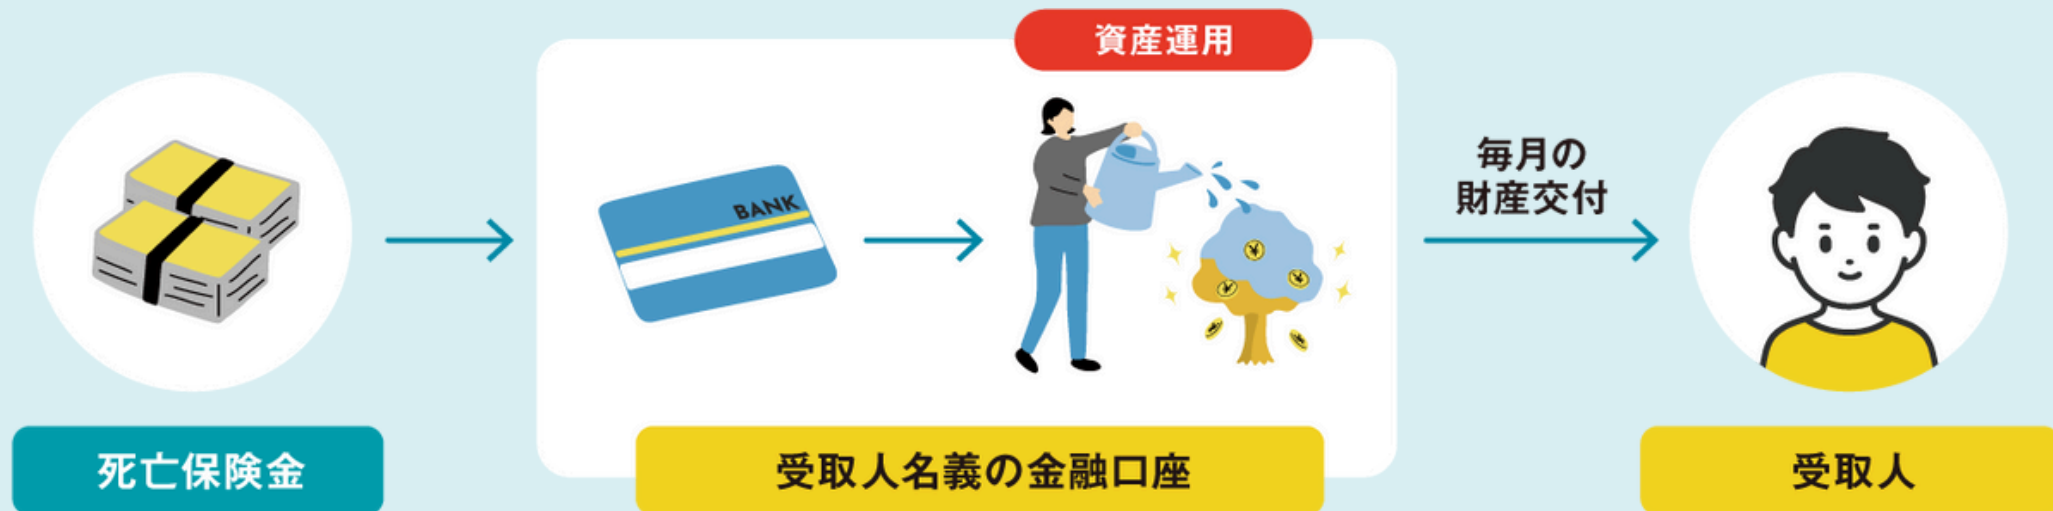 資産運用
BANK
毎月の
財産交付
死亡保険金
受取人名義の金融口座
受取人